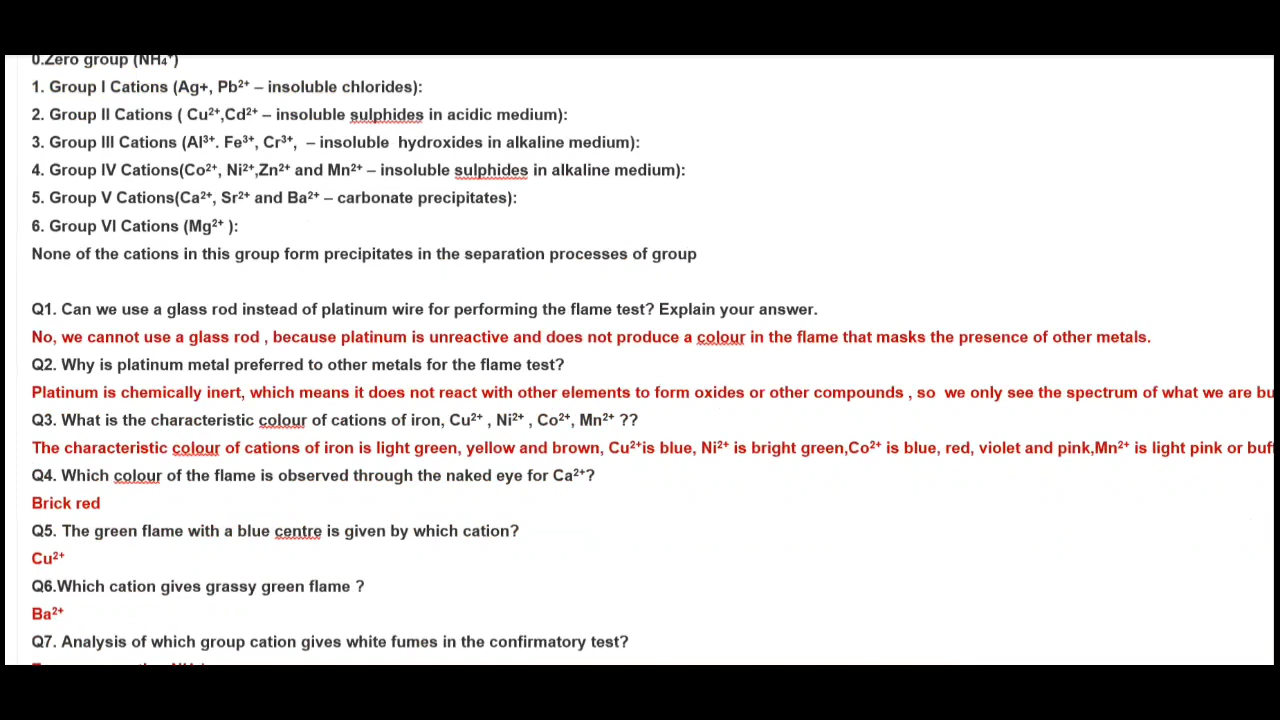 0.Zero group (NH₄⁺)
1. Group I Cations (Ag+, Pb²⁺ – insoluble chlorides):
2. Group II Cations ( Cu²⁺,Cd²⁺ – insoluble sulphides in acidic medium):
3. Group III Cations (Al³⁺. Fe³⁺, Cr³⁺,  – insoluble  hydroxides in alkaline medium):
4. Group IV Cations(Co²⁺, Ni²⁺,Zn²⁺ and Mn²⁺ – insoluble sulphides in alkaline medium):
5. Group V Cations(Ca²⁺, Sr²⁺ and Ba²⁺ – carbonate precipitates):
6. Group VI Cations (Mg²⁺ ):
None of the cations in this group form precipitates in the separation processes of group
Q1. Can we use a glass rod instead of platinum wire for performing the flame test? Explain your answer.
No, we cannot use a glass rod , because platinum is unreactive and does not produce a colour in the flame that masks the presence of other metals.
Q2. Why is platinum metal preferred to other metals for the flame test?
Platinum is chemically inert, which means it does not react with other elements to form oxides or other compounds , so  we only see the spectrum of what we are bu
Q3. What is the characteristic colour of cations of iron, Cu²⁺ , Ni²⁺ , Co²⁺, Mn²⁺ ??
The characteristic colour of cations of iron is light green, yellow and brown, Cu²⁺is blue, Ni²⁺ is bright green,Co²⁺ is blue, red, violet and pink,Mn²⁺ is light pink or buf
Q4. Which colour of the flame is observed through the naked eye for Ca²⁺?
Brick red
Q5. The green flame with a blue centre is given by which cation?
Cu²⁺
Q6.Which cation gives grassy green flame ?
Ba²⁺
Q7. Analysis of which group cation gives white fumes in the confirmatory test?